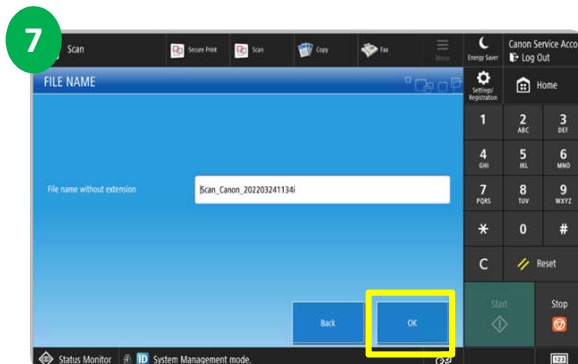 7
Scan
Secure Print
Scan
Copy
Fax
Menu
Energy Saver
Canon Service Acco
Log Out
FILE NAME
Settings/
Registration
Home
1
2
ABC
3
DEF
4
GHI
5
JKL
6
MNO
File name without extension
Scan_Canon_202203241134i
7
PQRS
8
TUV
9
WXYZ
*
0
#
C
Reset
Back
OK
Start
Stop
Status Monitor
ID
System Management mode.
123